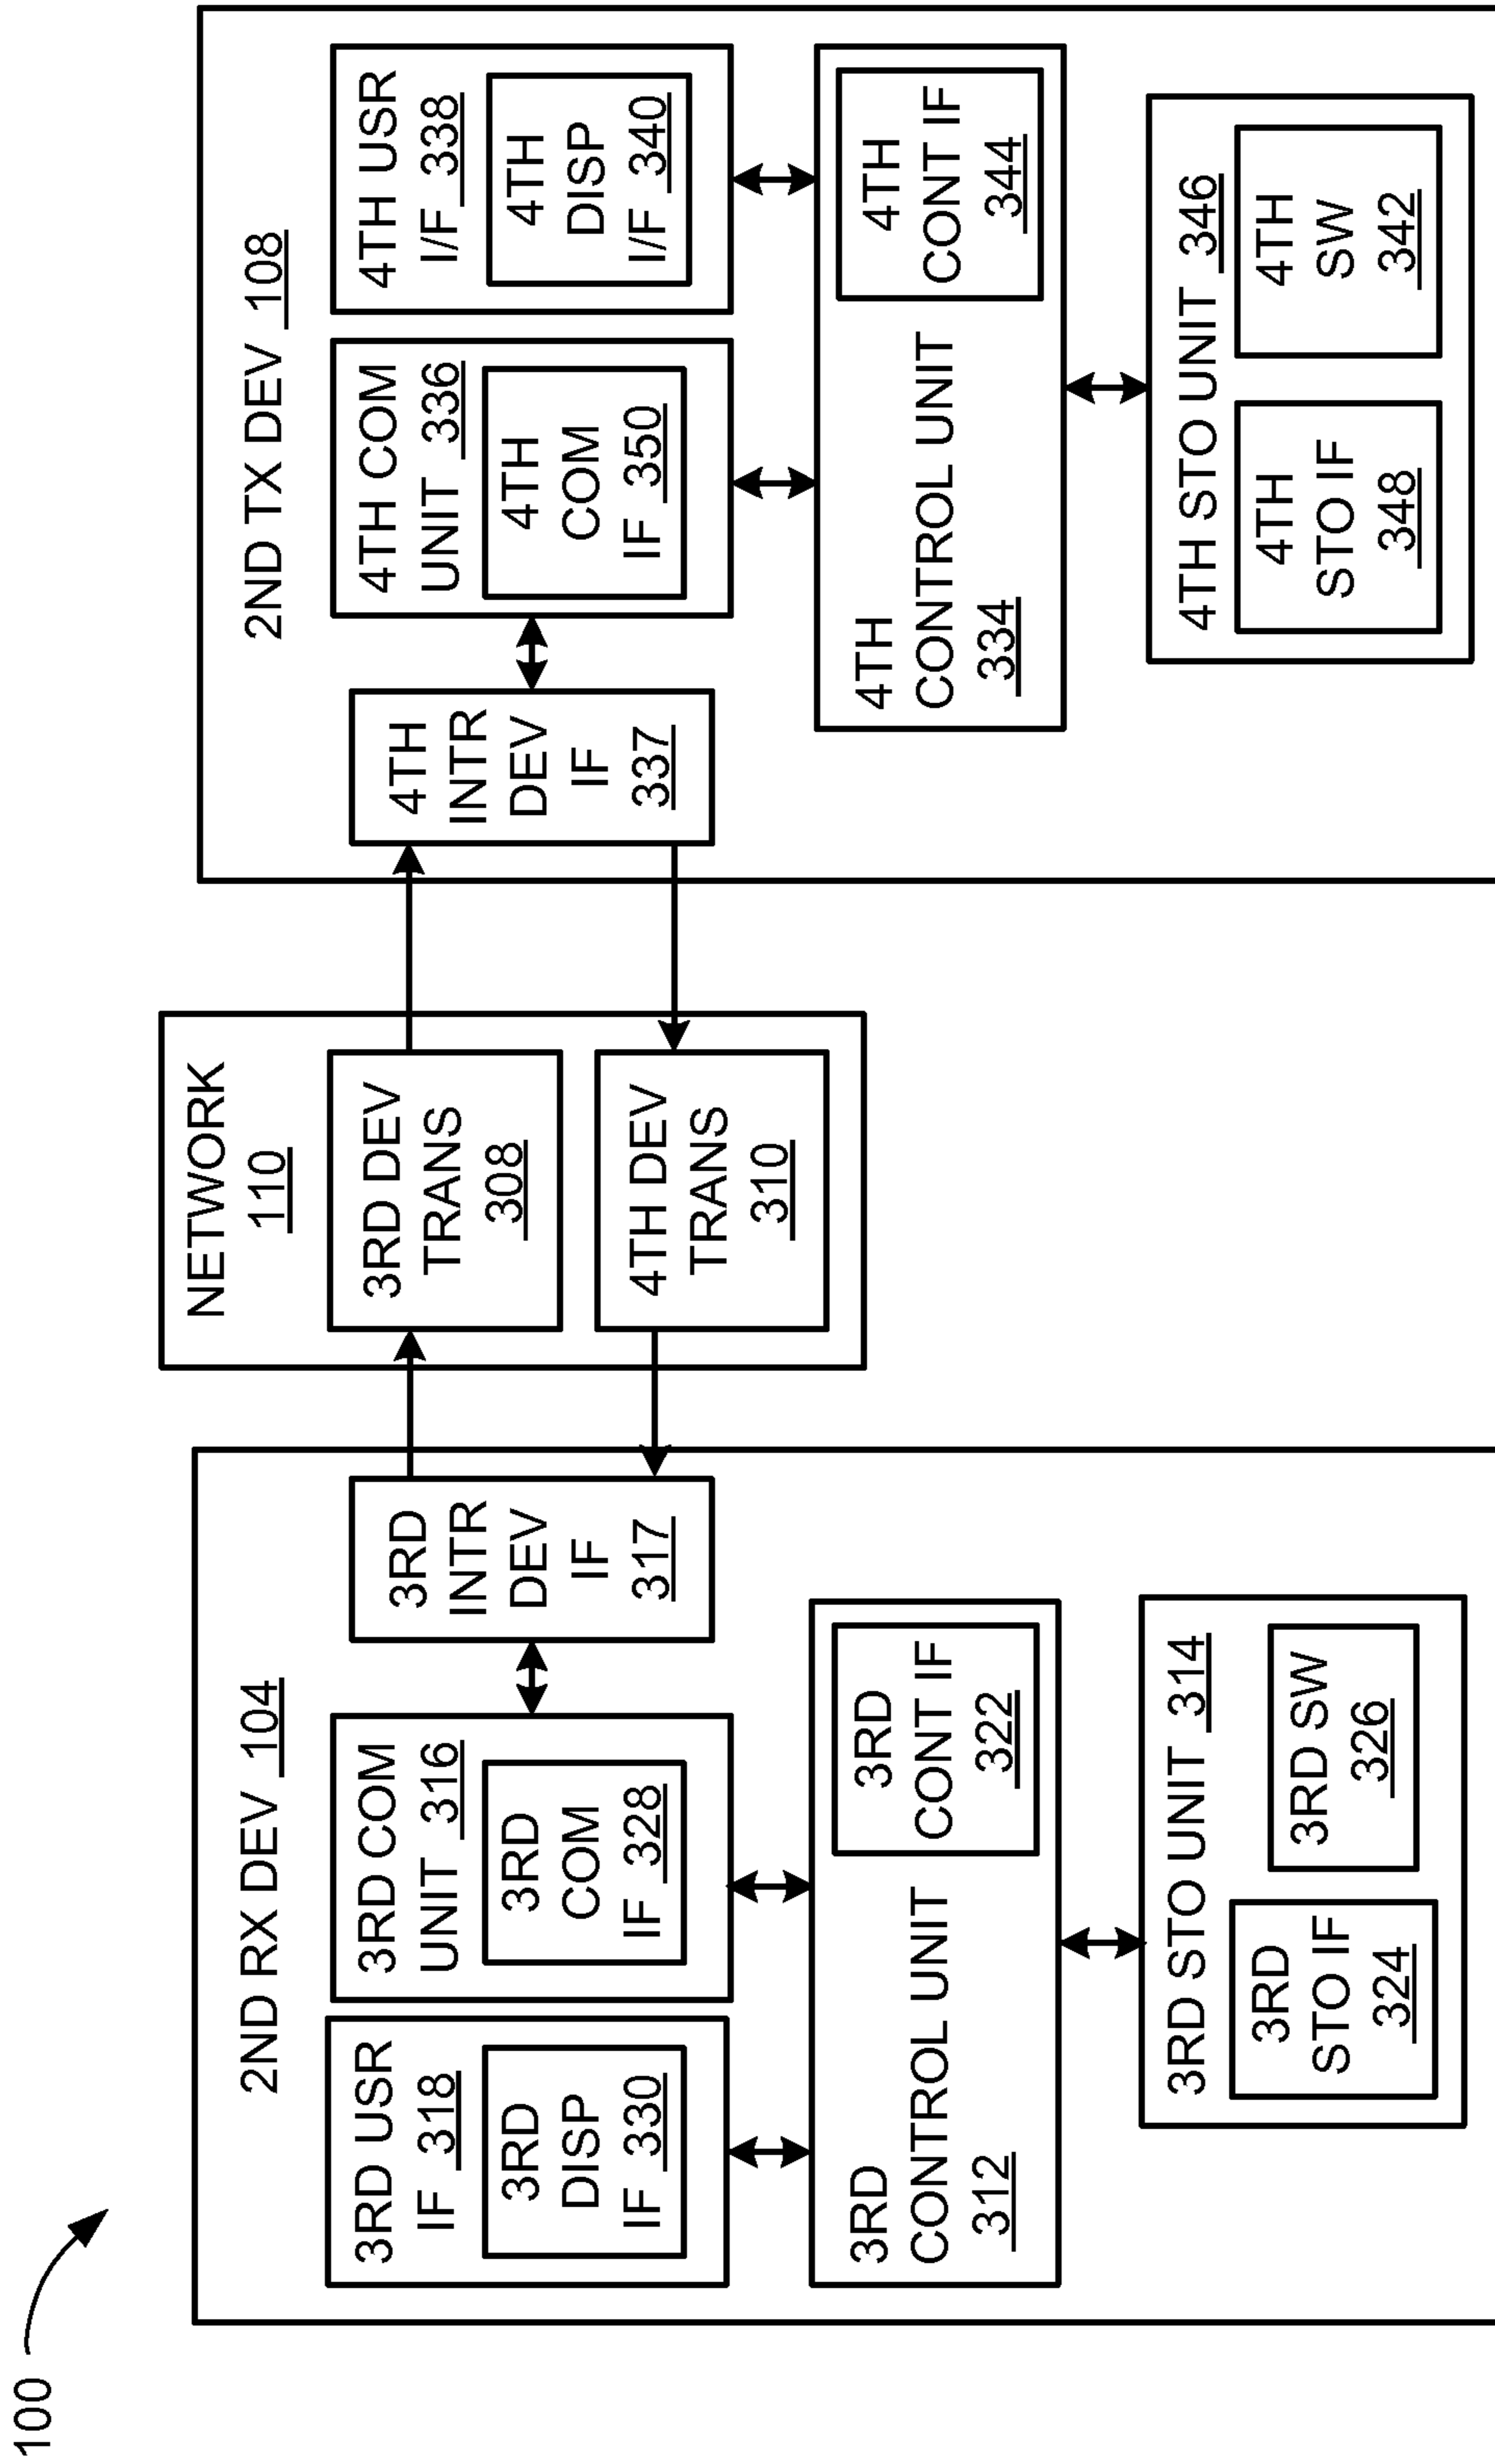 100
2ND RX DEV 104
3RD USR
IF 318
3RD
DISP
IF 330
3RD COM
UNIT 316
3RD
COM
IF 328
3RD
INTR
DEV
IF
317
3RD
CONTROL UNIT
312
3RD
CONT IF
322
3RD STO UNIT 314
3RD
STO IF
324
3RD SW
326
NETWORK
110
3RD DEV
TRANS
308
4TH DEV
TRANS
310
2ND TX DEV 108
4TH
INTR
DEV
IF
337
4TH COM
UNIT 336
4TH
COM
IF 350
4TH USR
I/F 338
4TH
DISP
I/F 340
4TH
CONTROL UNIT
334
4TH
CONT IF
344
4TH STO UNIT 346
4TH
STO IF
348
4TH
SW
342